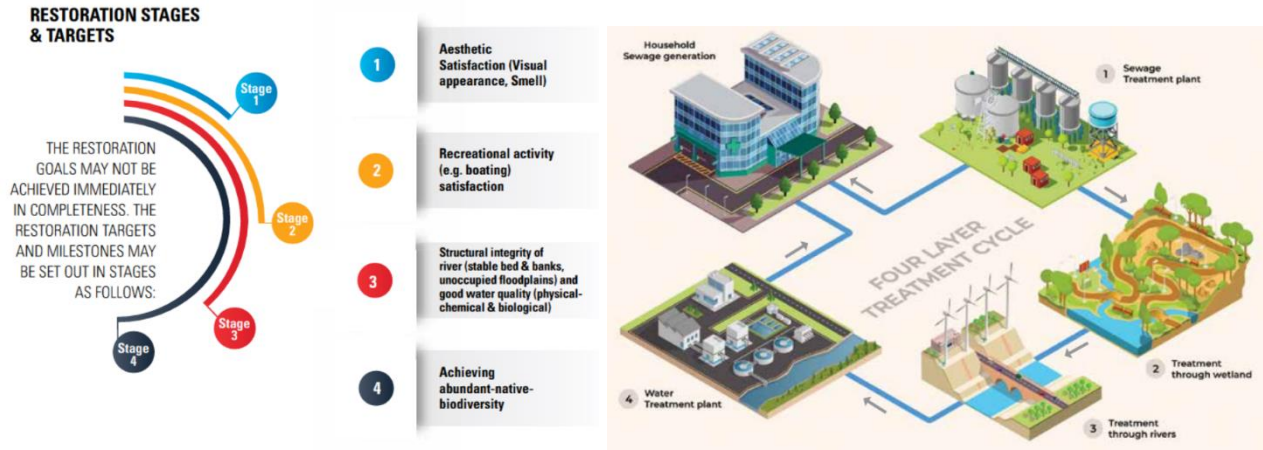 RESTORATION STAGES
& TARGETS
THE RESTORATION
GOALS MAY NOT BE
ACHIEVED IMMEDIATELY
IN COMPLETENESS. THE
RESTORATION TARGETS
AND MILESTONES MAY
BE SET OUT IN STAGES
AS FOLLOWS:
Stage
1
Stage
2
Stage
3
Stage
4
1
Aesthetic
Satisfaction (Visual
appearance, Smell)
2
Recreational activity
(e.g. boating)
satisfaction
3
Structural integrity of
river (stable bed & banks,
unoccupied floodplains) and
good water quality (physical-
chemical & biological)
4
Achieving
abundant-native-
biodiversity
Household
Sewage generation
1 Sewage
Treatment plant
FOUR LAYER
TREATMENT CYCLE
2 Treatment
through wetland
3 Treatment
through rivers
4 Water
Treatment plant